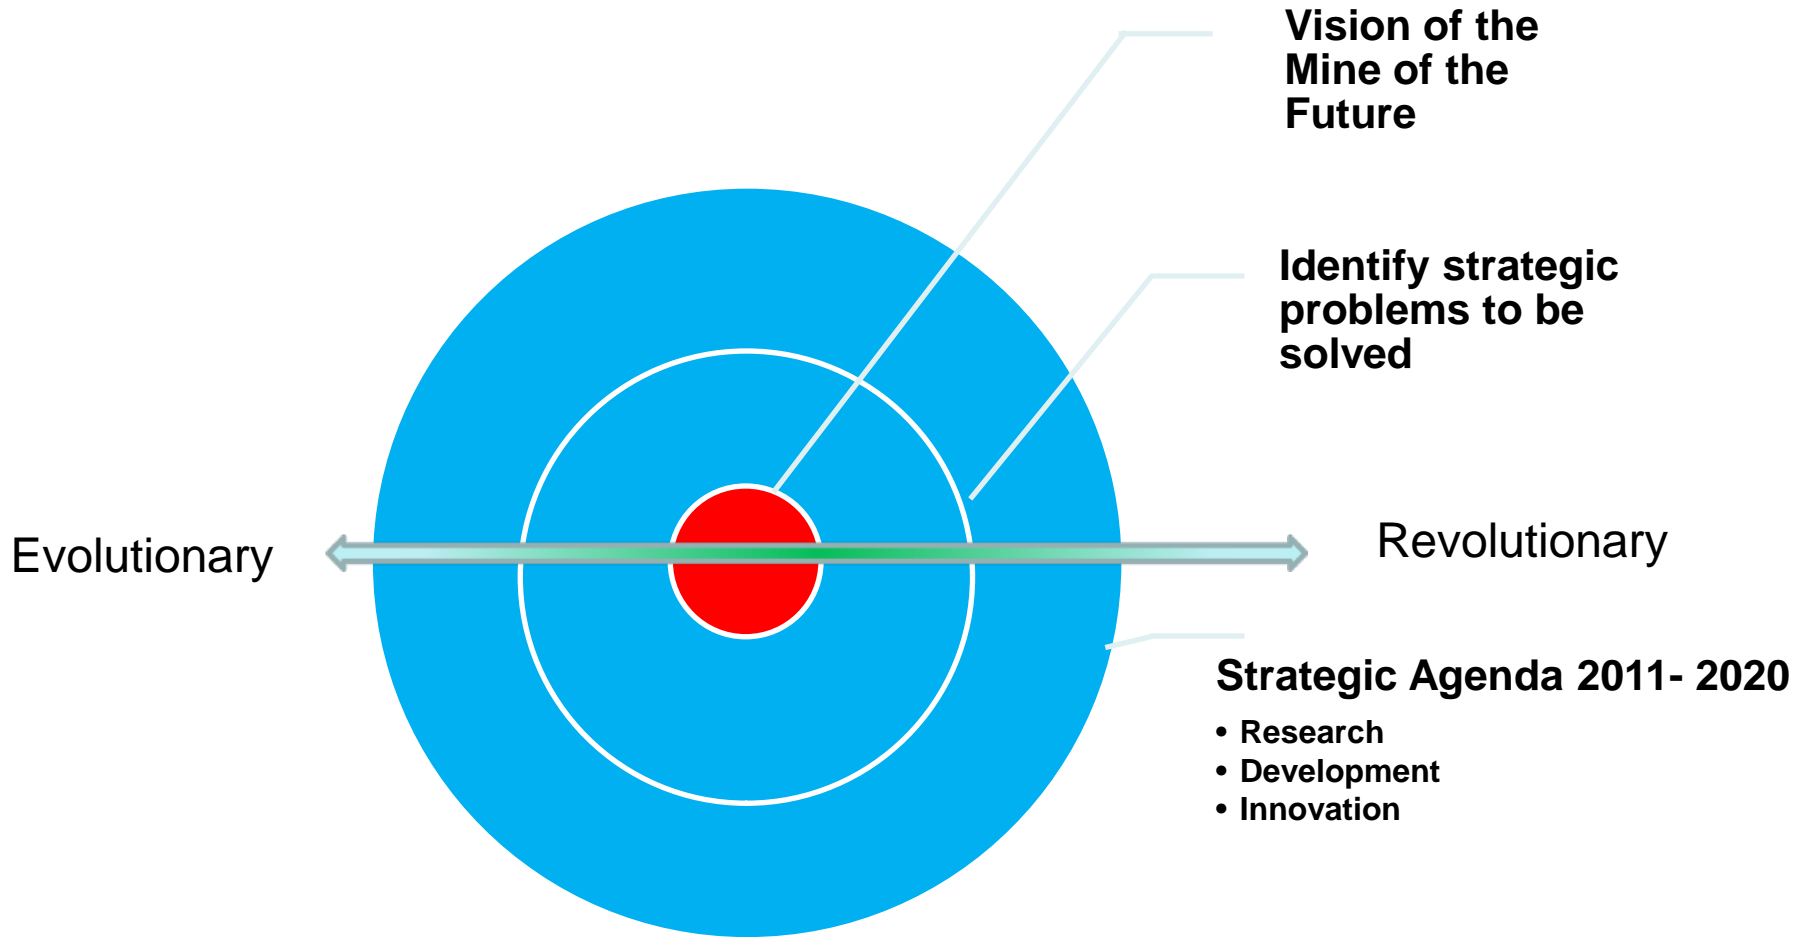 Vision of the
Mine of the
Future
Identify strategic
problems to be
solved
Evolutionary
Revolutionary
Strategic Agenda 2011- 2020
• Research
• Development
• Innovation